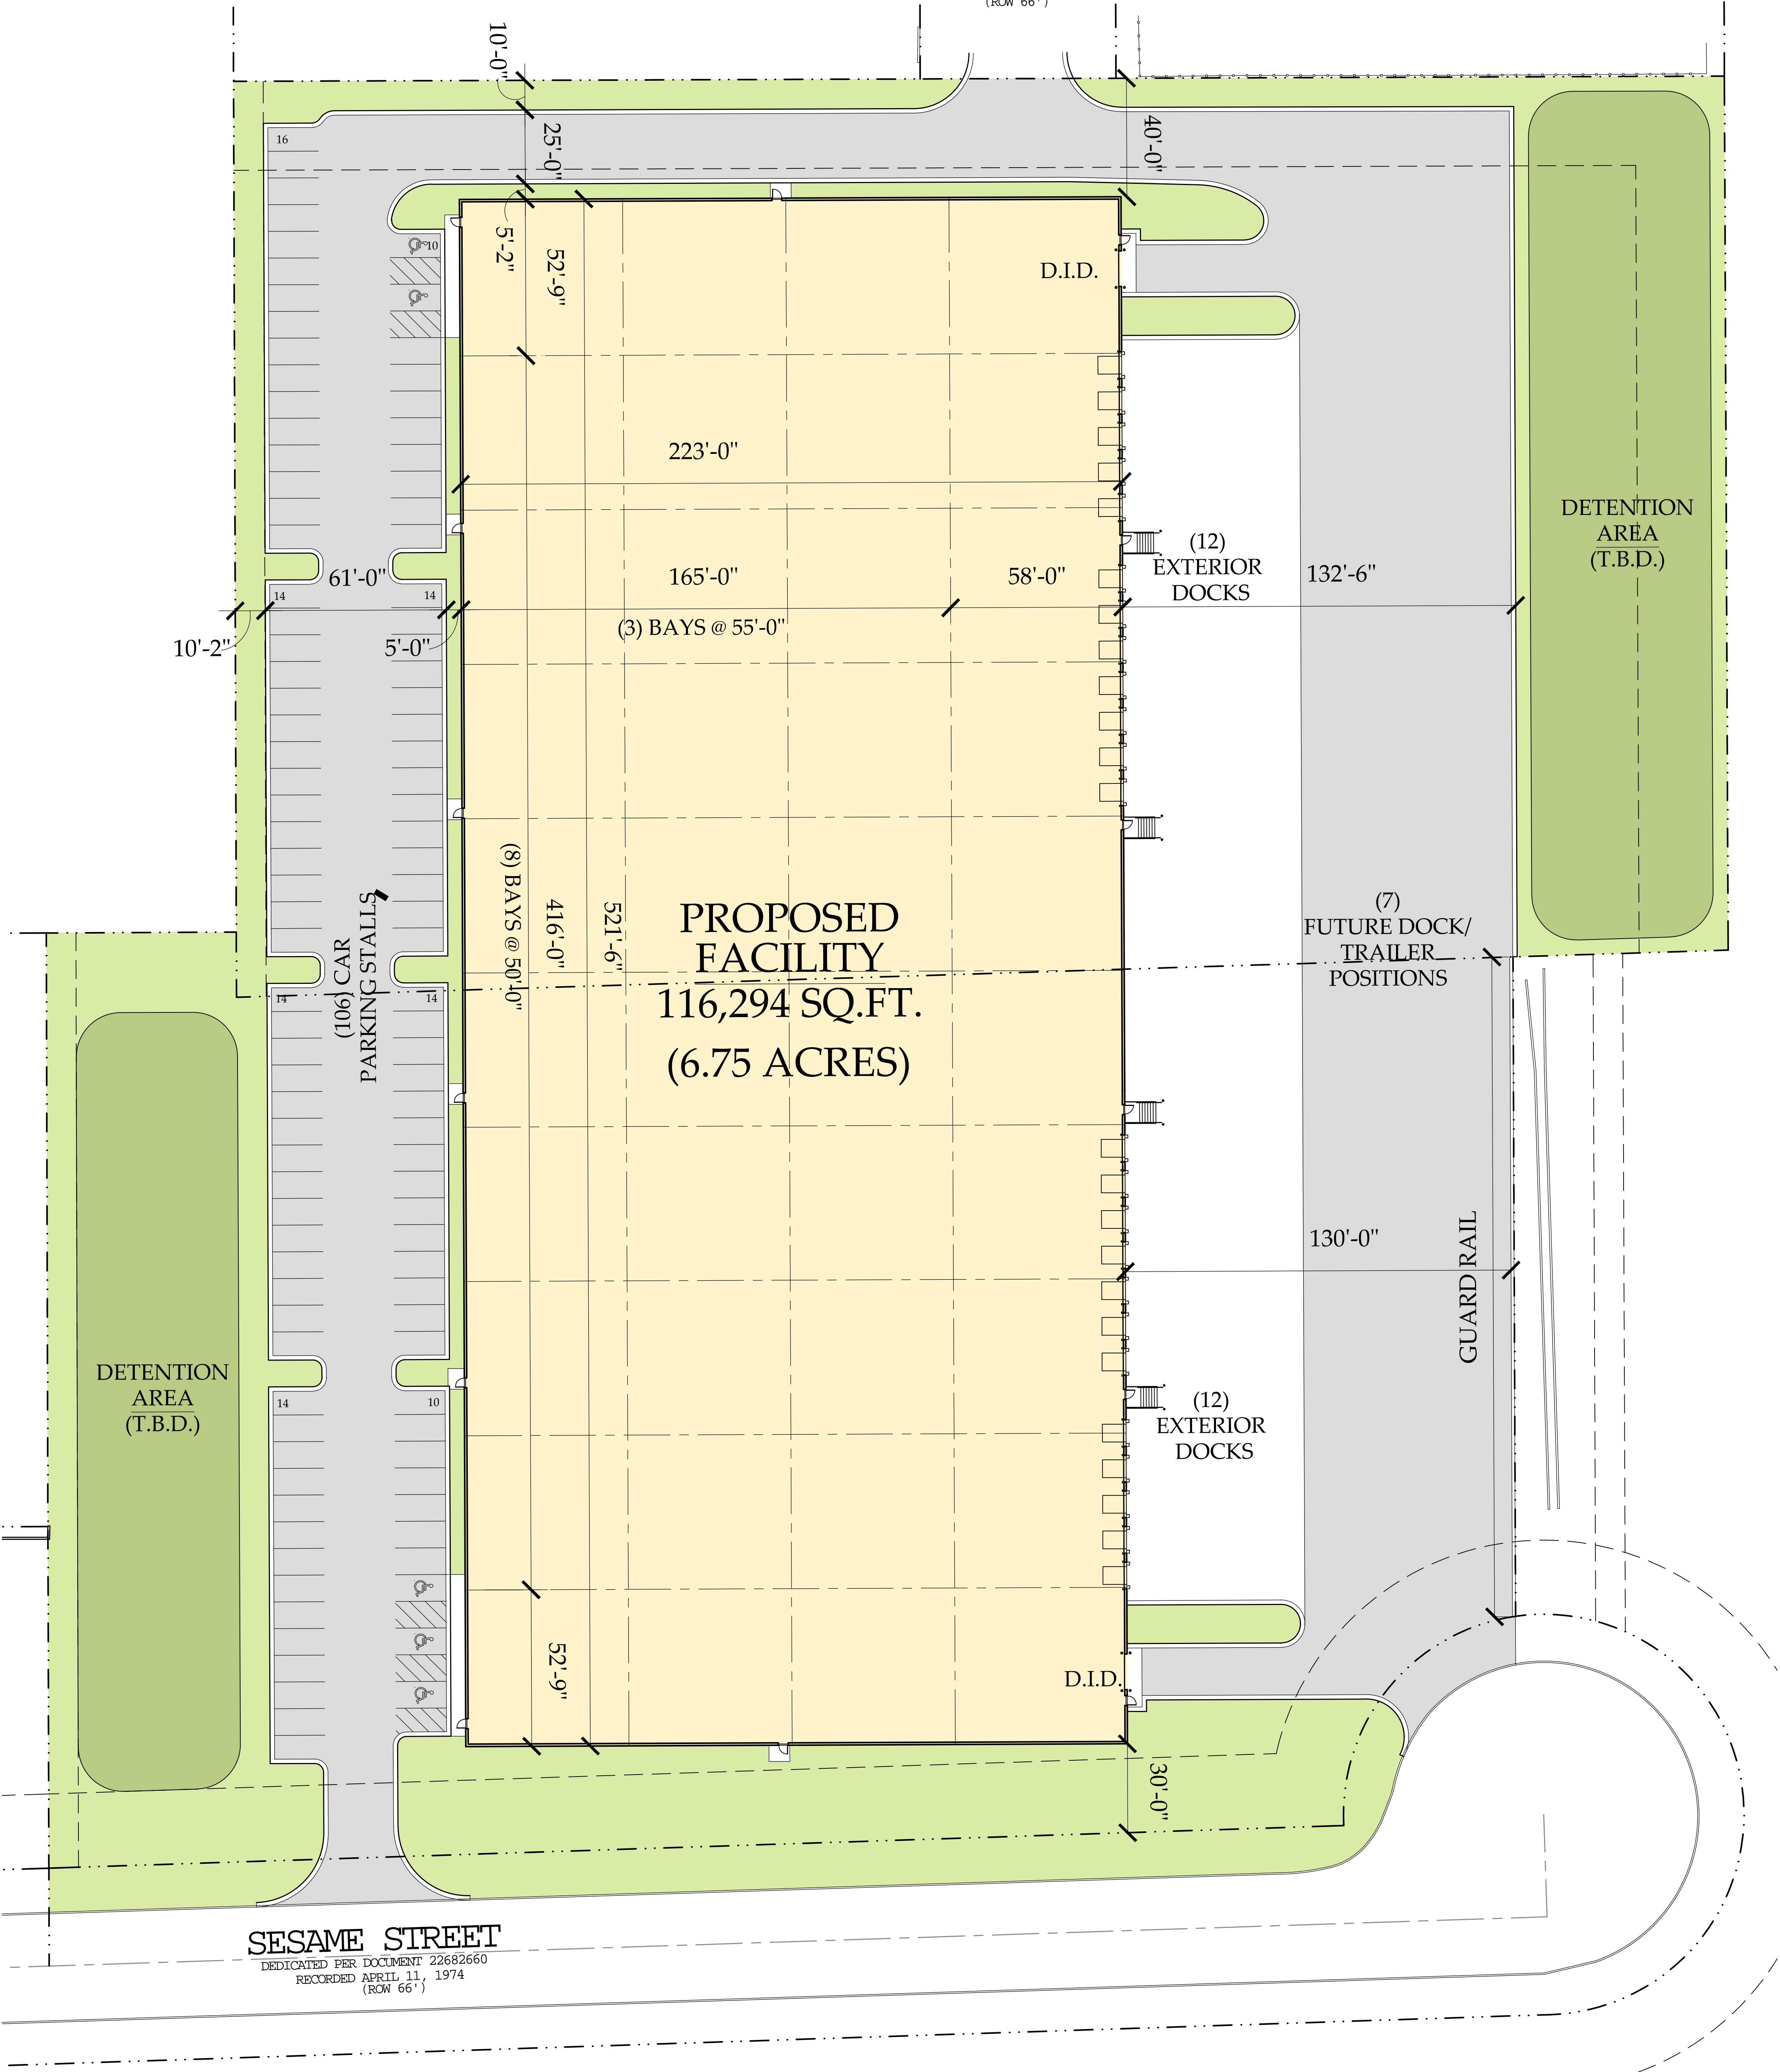 (ROW 66')
10'-0"
25'-0"
40'-0"
16
10
5'-2"
52'-9"
D.I.D.
223'-0"
DETENTION
AREA
(T.B.D.)
(12)
EXTERIOR
DOCKS
61'-0"
165'-0"
58'-0"
132'-6"
14
14
(3) BAYS @ 55'-0"
10'-2"
5'-0"
(8) BAYS @ 50'-0"
416'-0"
521'-6"
PROPOSED
FACILITY
116,294 SQ.FT.
(6.75 ACRES)
(7)
FUTURE DOCK/
TRAILER
POSITIONS
(106) CAR
PARKING STALLS
14
14
130'-0"
GUARD RAIL
DETENTION
AREA
(T.B.D.)
14
10
(12)
EXTERIOR
DOCKS
52'-9"
D.I.D.
30'-0"
SESAME STREET
DEDICATED PER DOCUMENT 22682660
RECORDED APRIL 11, 1974
(ROW 66')